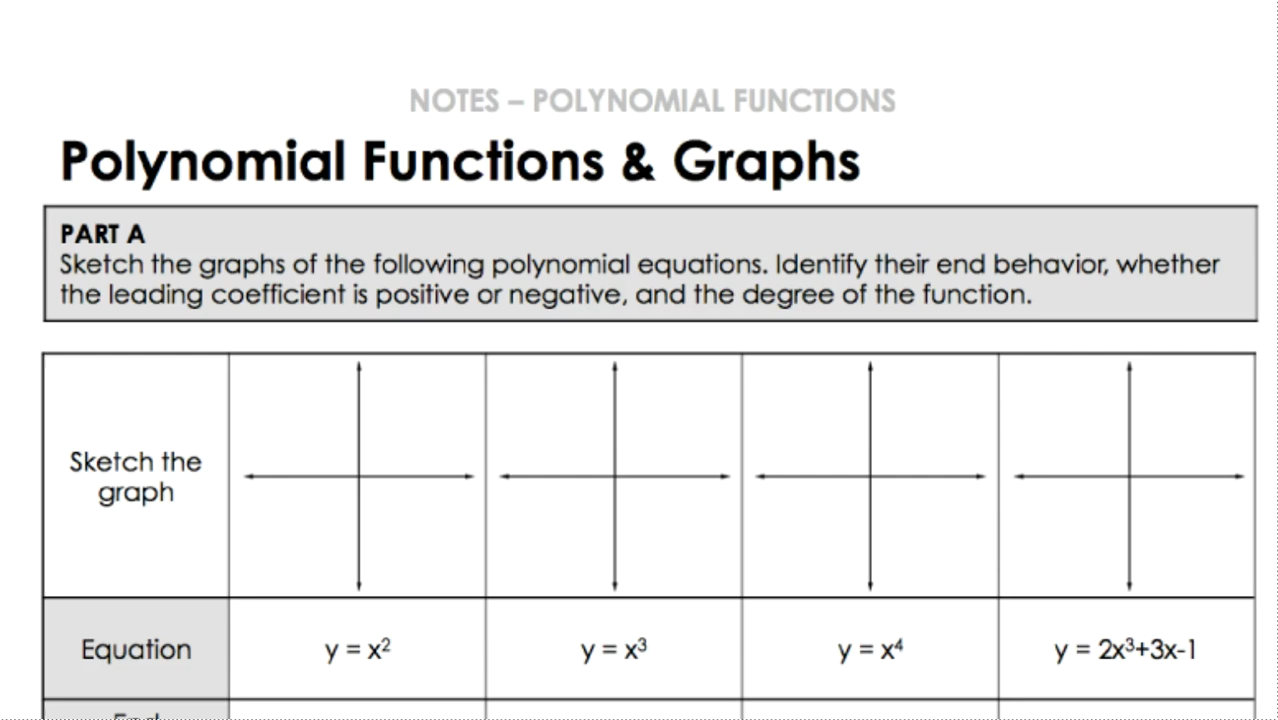 NOTES – POLYNOMIAL FUNCTIONS
Polynomial Functions & Graphs
PART A
Sketch the graphs of the following polynomial equations. Identify their end behavior, whether
the leading coefficient is positive or negative, and the degree of the function.
Sketch the
graph
Equation
y = x²
y = x³
y = x⁴
y = 2x³+3x-1
End